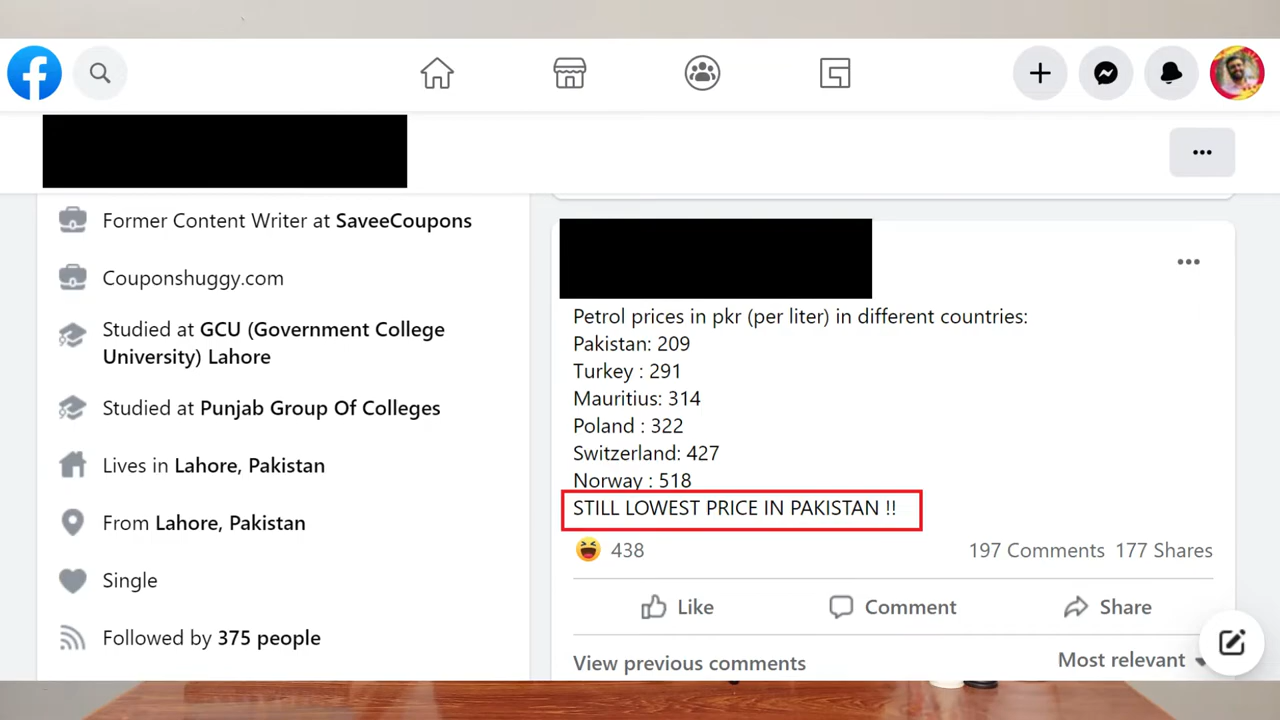 Former Content Writer at SaveeCoupons
Couponshuggy.com
Studied at GCU (Government College
University) Lahore
Studied at Punjab Group Of Colleges
Lives in Lahore, Pakistan
From Lahore, Pakistan
Single
Followed by 375 people
Petrol prices in pkr (per liter) in different countries:
Pakistan: 209
Turkey : 291
Mauritius: 314
Poland : 322
Switzerland: 427
Norway : 518
STILL LOWEST PRICE IN PAKISTAN !!
438
197 Comments 177 Shares
Like Comment Share
View previous comments
Most relevant